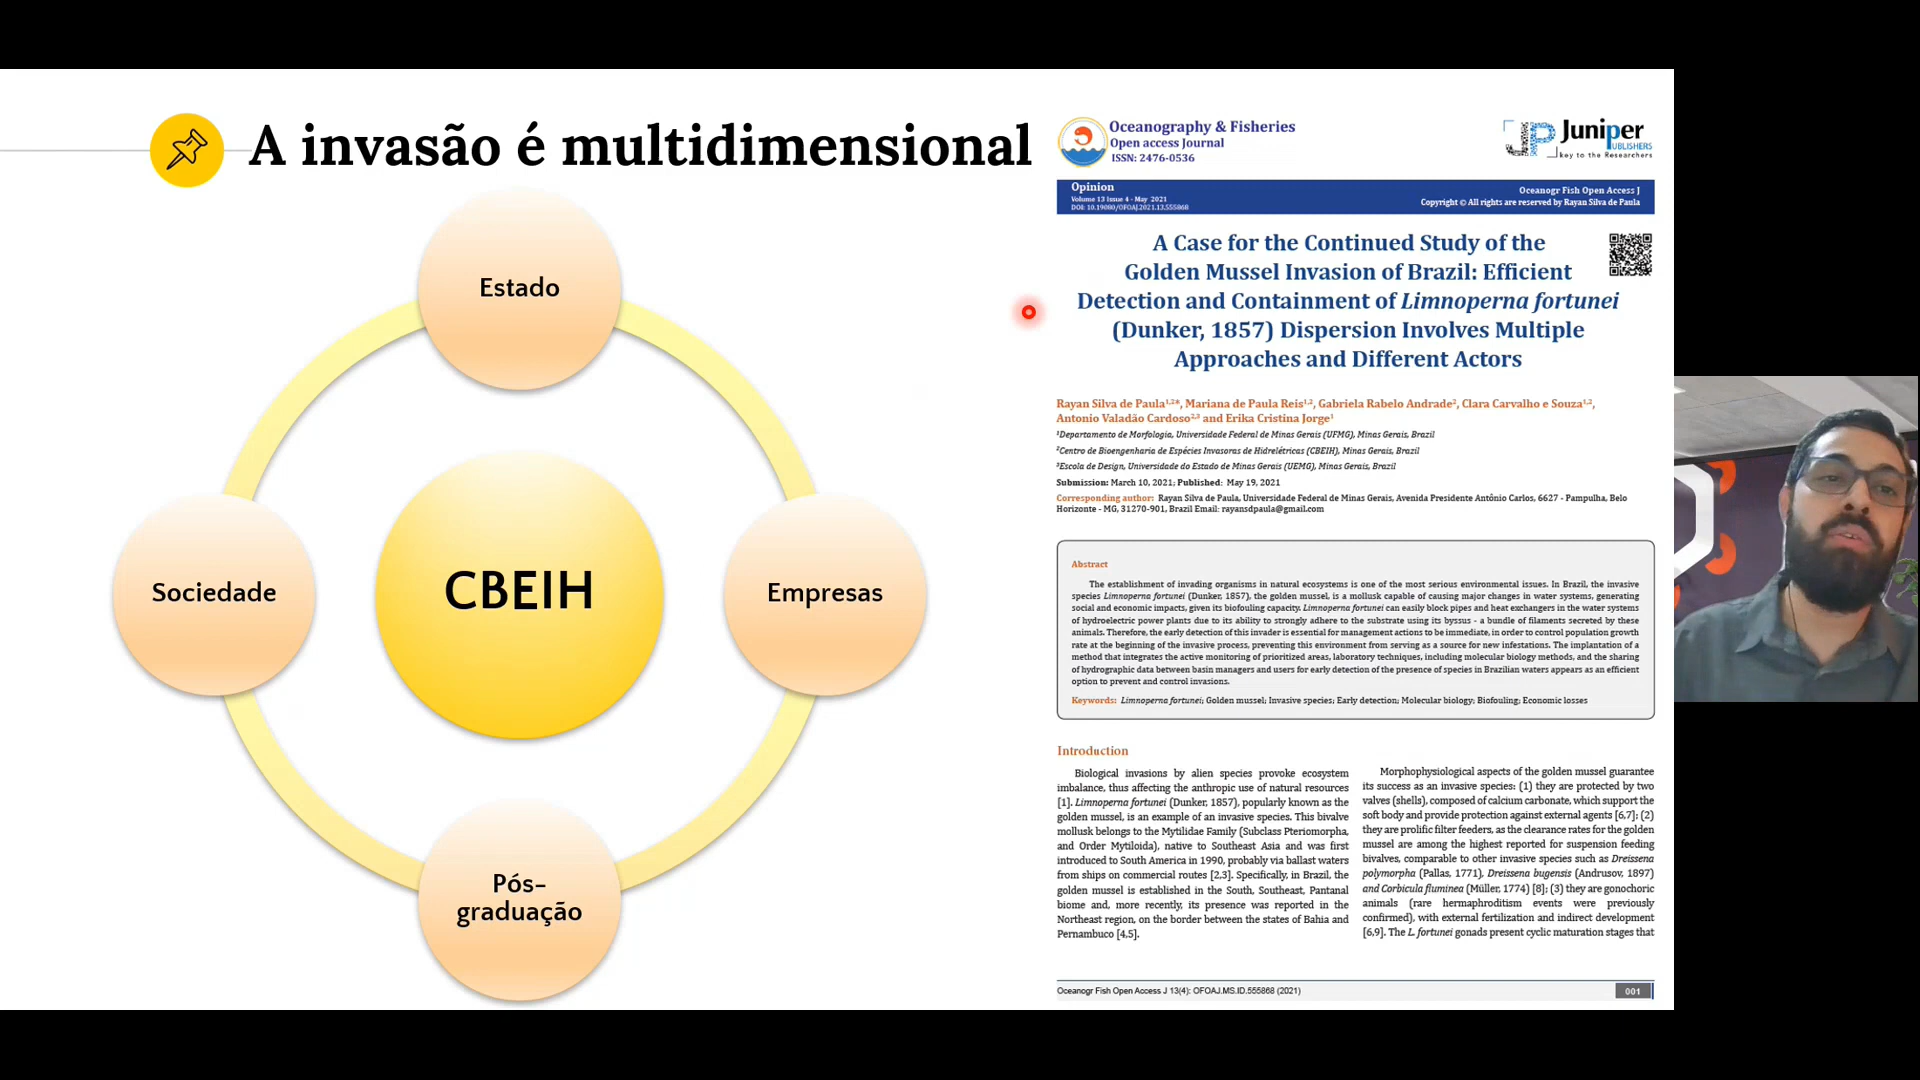 A invasão é multidimensional
Estado
Sociedade
CBEIH
Empresas
Pós-
graduação
Oceanography & Fisheries
Open access Journal
ISSN: 2476-0536
Juniper
PUBLISHERS
key to the Researchers
Opinion
Volume 13 Issue 4 - May 2021
DOI: 10.19080/OFOAJ.2021.13.555868
Oceanogr Fish Open Access J
Copyright © All rights are reserved by Rayan Silva de Paula
A Case for the Continued Study of the
Golden Mussel Invasion of Brazil: Efficient
Detection and Containment of Limnoperna fortunei
(Dunker, 1857) Dispersion Involves Multiple
Approaches and Different Actors
Rayan Silva de Paula¹,²*, Mariana de Paula Reis¹,², Gabriela Rabelo Andrade², Clara Carvalho e Souza¹,²,
Antonio Valadão Cardoso²,³ and Erika Cristina Jorge¹
¹Departamento de Morfologia, Universidade Federal de Minas Gerais (UFMG), Minas Gerais, Brazil
²Centro de Bioengenharia de Espécies Invasoras de Hidrelétricas (CBEIH), Minas Gerais, Brazil
³Escola de Design, Universidade do Estado de Minas Gerais (UEMG), Minas Gerais, Brazil
Submission: March 10, 2021; Published: May 19, 2021
Corresponding author: Rayan Silva de Paula, Universidade Federal de Minas Gerais, Avenida Presidente Antônio Carlos, 6627 - Pampulha, Belo
Horizonte - MG, 31270-901, Brazil Email: rayansdpaula@gmail.com
Abstract
The establishment of invading organisms in natural ecosystems is one of the most serious environmental issues. In Brazil, the invasive
species Limnoperna fortunei (Dunker, 1857), the golden mussel, is a mollusk capable of causing major changes in water systems, generating
social and economic impacts, given its biofouling capacity. Limnoperna fortunei can easily block pipes and heat exchangers in the water systems
of hydroelectric power plants due to its ability to strongly adhere to the substrate using its byssus - a bundle of filaments secreted by these
animals. Therefore, the early detection of this invader is essential for management actions to be immediate, in order to control population growth
rate at the beginning of the invasive process, preventing this environment from serving as a source for new infestations. The implantation of a
method that integrates the active monitoring of prioritized areas, laboratory techniques, including molecular biology methods, and the sharing
of hydrographic data between basin managers and users for early detection of the presence of species in Brazilian waters appears as an efficient
option to prevent and control invasions.
Keywords: Limnoperna fortunei; Golden mussel; Invasive species; Early detection; Molecular biology; Biofouling; Economic losses
Introduction
Biological invasions by alien species provoke ecosystem
imbalance, thus affecting the anthropic use of natural resources
[1]. Limnoperna fortunei (Dunker, 1857), popularly known as the
golden mussel, is an example of an invasive species. This bivalve
mollusk belongs to the Mytilidae Family (Subclass Pteriomorpha,
and Order Mytiloida), native to Southeast Asia and was first
introduced to South America in 1990, probably via ballast waters
from ships on commercial routes [2,3]. Specifically, in Brazil, the
golden mussel is established in the South, Southeast, Pantanal
biome and, more recently, its presence was reported in the
Northeast region, on the border between the states of Bahia and
Pernambuco [4,5].
Morphophysiological aspects of the golden mussel guarantee
its success as an invasive species: (1) they are protected by two
valves (shells), composed of calcium carbonate, which support the
soft body and provide protection against external agents [6,7]; (2)
they are prolific filter feeders, as the clearance rates for the golden
mussel are among the highest reported for suspension feeding
bivalves, comparable to other invasive species such as Dreissena
polymorpha (Pallas, 1771), Dreissena bugensis (Andrusov, 1897)
and Corbicula fluminea (Müller, 1774) [8]; (3) they are gonochoric
animals (rare hermaphroditism events were previously
confirmed), with external fertilization and indirect development
[6,9]. The L. fortunei gonads present cyclic maturation stages that
Oceanogr Fish Open Access J 13(4): OFOAJ.MS.ID.555868 (2021)
001